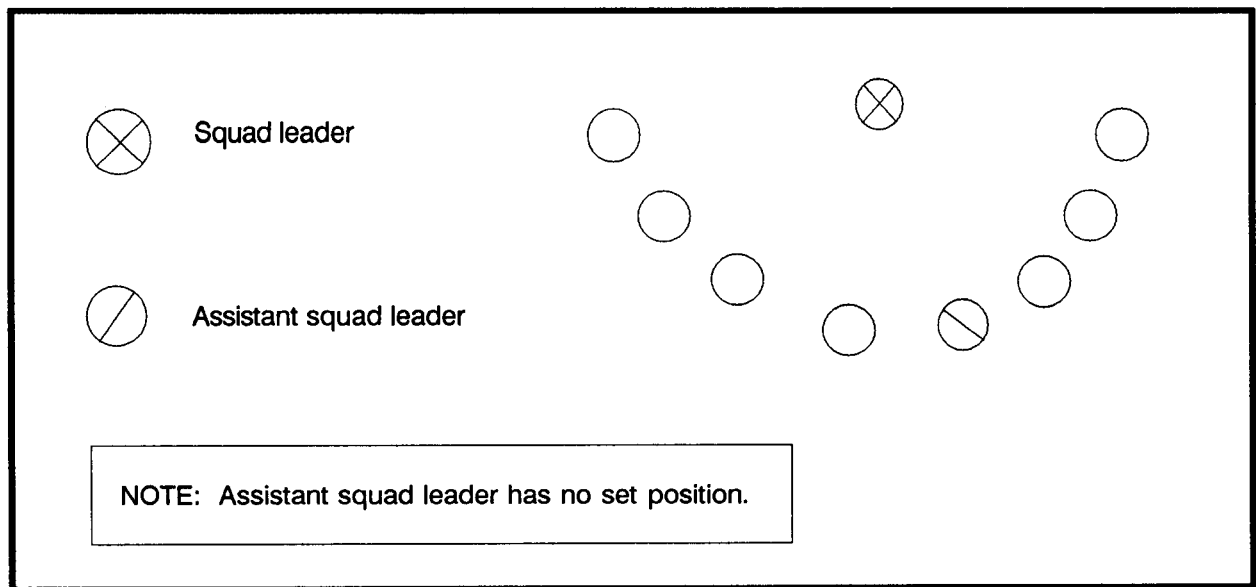 Squad leader
Assistant squad leader
NOTE: Assistant squad leader has no set position.